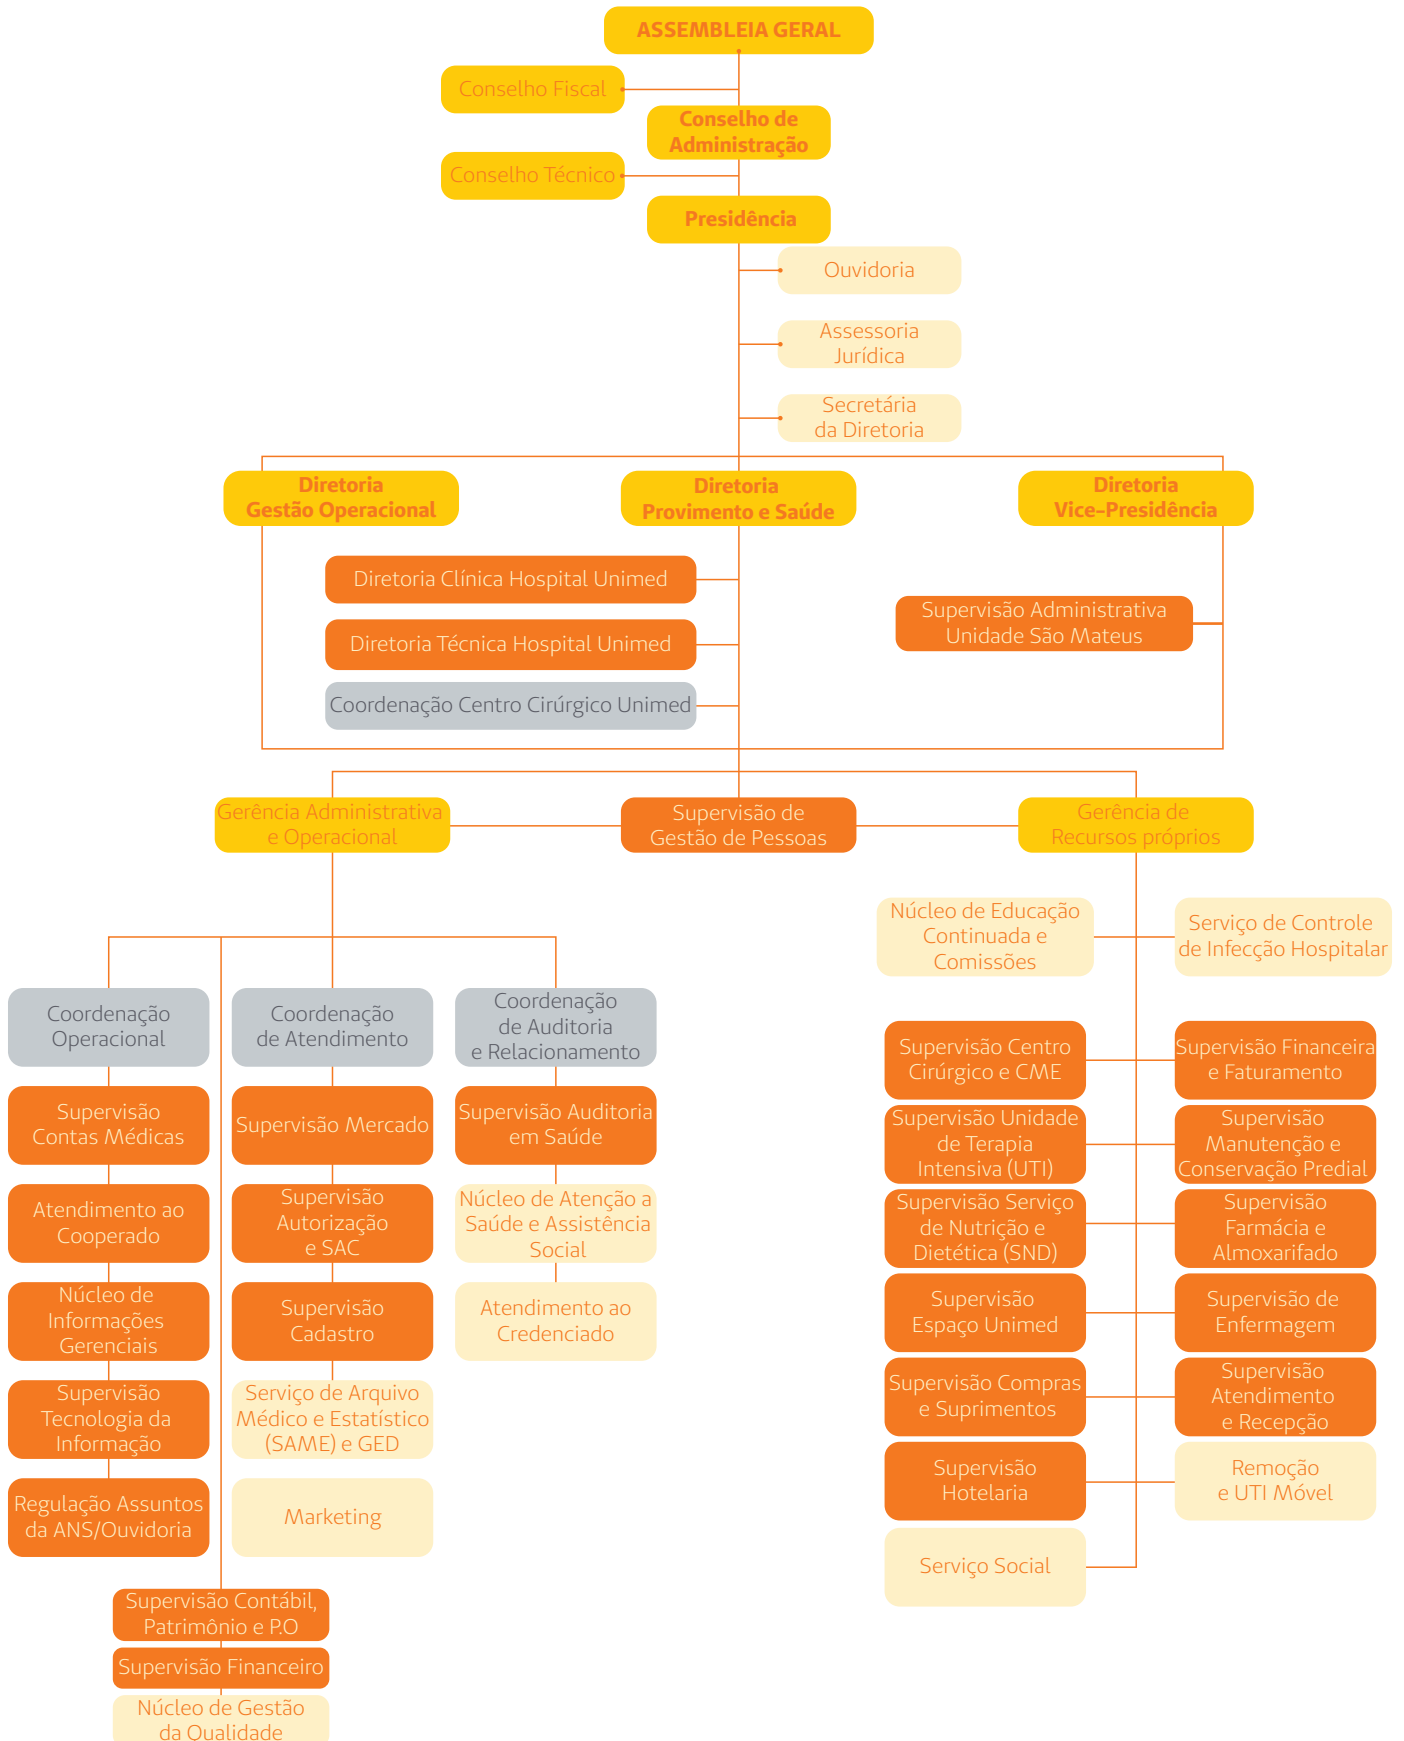 ASSEMBLEIA GERAL
Conselho Fiscal
Conselho de
Administração
Conselho Técnico
Presidência
Ouvidoria
Assessoria
Jurídica
Secretária
da Diretoria
Diretoria
Gestão Operacional
Diretoria
Provimento e Saúde
Diretoria
Vice-Presidência
Diretoria Clínica Hospital Unimed
Diretoria Técnica Hospital Unimed
Coordenação Centro Cirúrgico Unimed
Supervisão Administrativa
Unidade São Mateus
Gerência Administrativa
e Operacional
Supervisão de
Gestão de Pessoas
Gerência de
Recursos próprios
Núcleo de Educação
Continuada e
Comissões
Serviço de Controle
de Infecção Hospitalar
Coordenação
Operacional
Supervisão
Contas Médicas
Atendimento ao
Cooperado
Núcleo de
Informações
Gerenciais
Supervisão
Tecnologia da
Informação
Regulação Assuntos
da ANS/Ouvidoria
Coordenação
de Atendimento
Supervisão Mercado
Supervisão
Autorização
e SAC
Supervisão
Cadastro
Serviço de Arquivo
Médico e Estatístico
(SAME) e GED
Marketing
Coordenação
de Auditoria
e Relacionamento
Supervisão Auditoria
em Saúde
Núcleo de Atenção a
Saúde e Assistência
Social
Atendimento ao
Credenciado
Supervisão Contábil,
Patrimônio e P.O
Supervisão Financeiro
Núcleo de Gestão
da Qualidade
Supervisão Centro
Cirúrgico e CME
Supervisão Unidade
de Terapia
Intensiva (UTI)
Supervisão Serviço
de Nutrição e
Dietética (SND)
Supervisão
Espaço Unimed
Supervisão Compras
e Suprimentos
Supervisão
Hotelaria
Serviço Social
Supervisão Financeira
e Faturamento
Supervisão
Manutenção e
Conservação Predial
Supervisão
Farmácia e
Almoxarifado
Supervisão de
Enfermagem
Supervisão
Atendimento
e Recepção
Remoção
e UTI Móvel